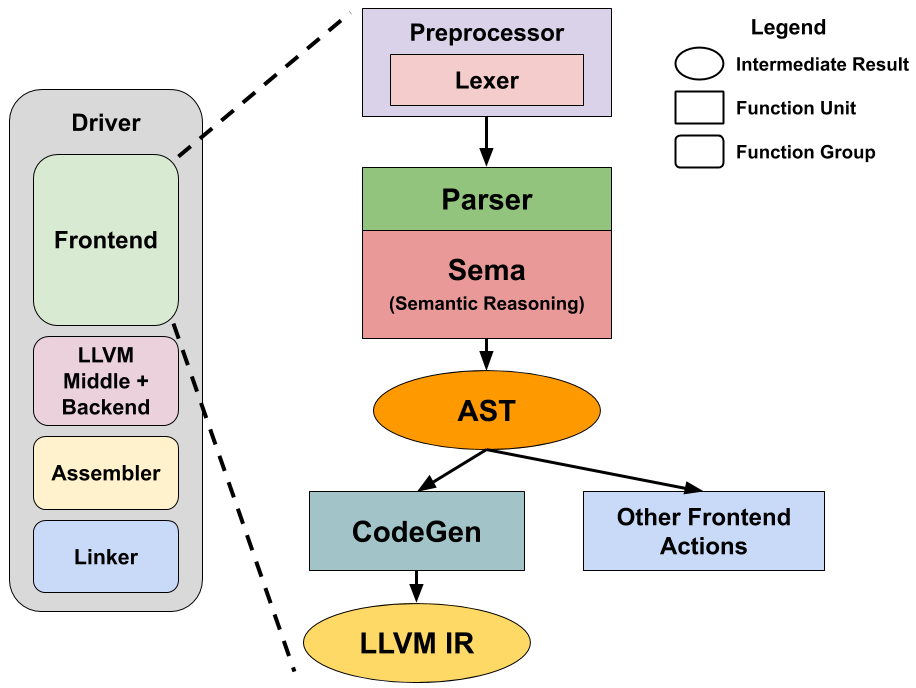 Driver
Frontend
LLVM
Middle +
Backend
Assembler
Linker
Preprocessor
Lexer
Parser
Sema
(Semantic Reasoning)
AST
CodeGen
Other Frontend
Actions
LLVM IR
Legend
Intermediate Result
Function Unit
Function Group